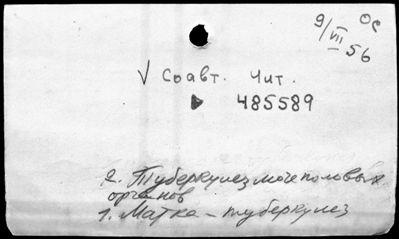 9/VII 56 ОС
√ Соавт. Чит.
▶ 485589
2. Туберкулез мочеполовых
органов
1. Матка – туберкулез